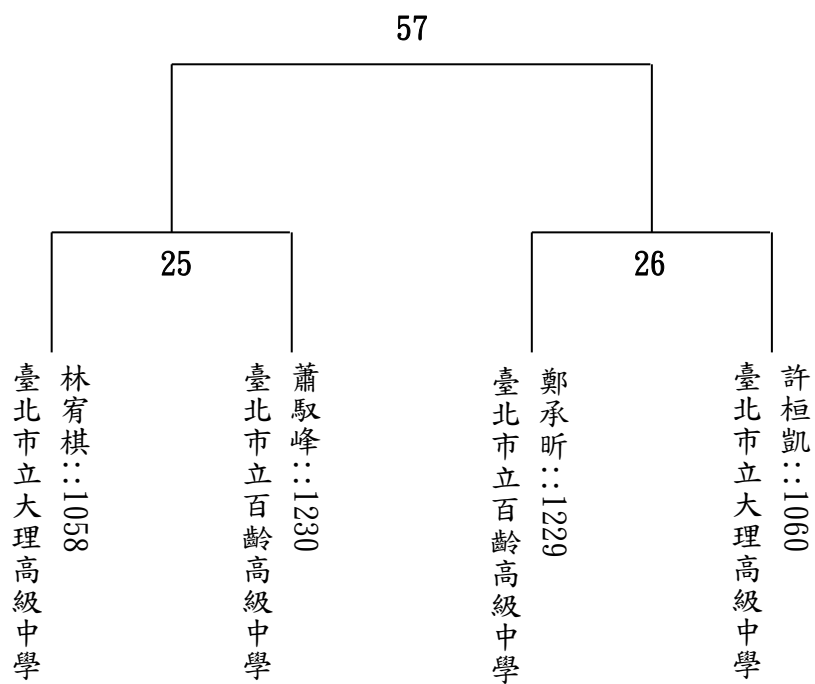 57
25
26
林宥棋::1058
臺北市立大理高級中學
蕭馭峰::1230
臺北市立百齡高級中學
鄭承昕::1229
臺北市立百齡高級中學
許桓凱::1060
臺北市立大理高級中學